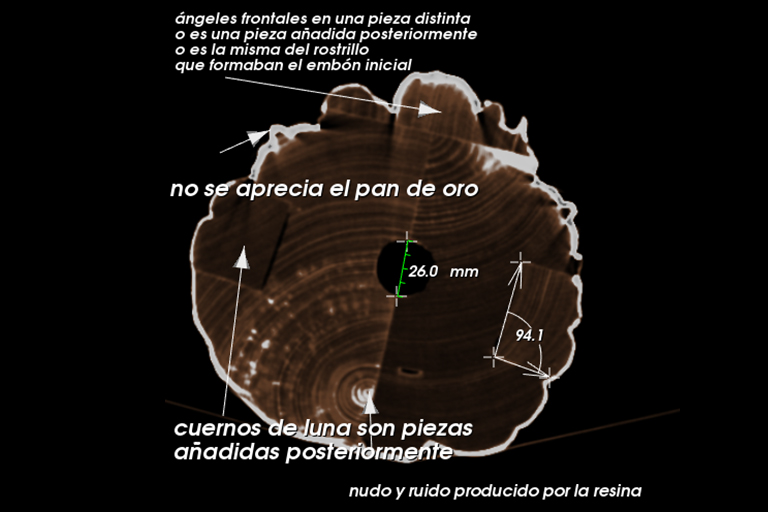 ángeles frontales en una pieza distinta
o es una pieza añadida posteriormente
o es la misma del rostrillo
que formaban el embón inicial
no se aprecia el pan de oro
26.0 mm
94.1
cuernos de luna son piezas
añadidas posteriormente
nudo y ruido producido por la resina